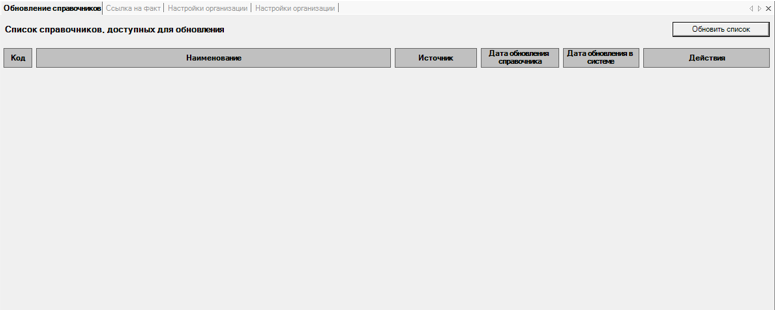 Обновление справочников Ссылка на факт Настройки организации Настройки организации
Список справочников, доступных для обновления Обновить список
Код Наименование Источник Дата обновления справочника Дата обновления в системе Действия